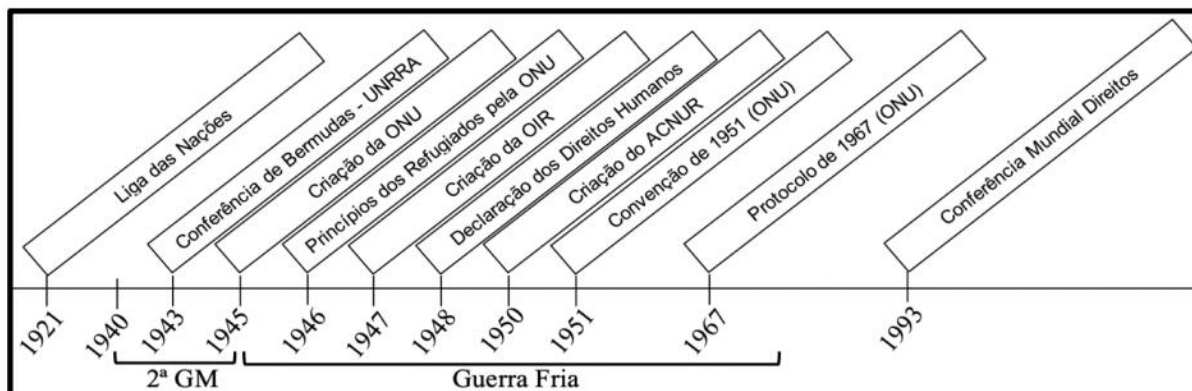 Liga das Nações
Conferência de Bermudas - UNRRA
Criação da ONU
Princípios dos Refugiados pela ONU
Criação da OIR
Declaração dos Direitos Humanos
Criação do ACNUR
Convenção de 1951 (ONU)
Protocolo de 1967 (ONU)
Conferência Mundial Direitos
1921
1940
1943
1945
1946
1947
1948
1950
1951
1967
1993
2ª GM
Guerra Fria